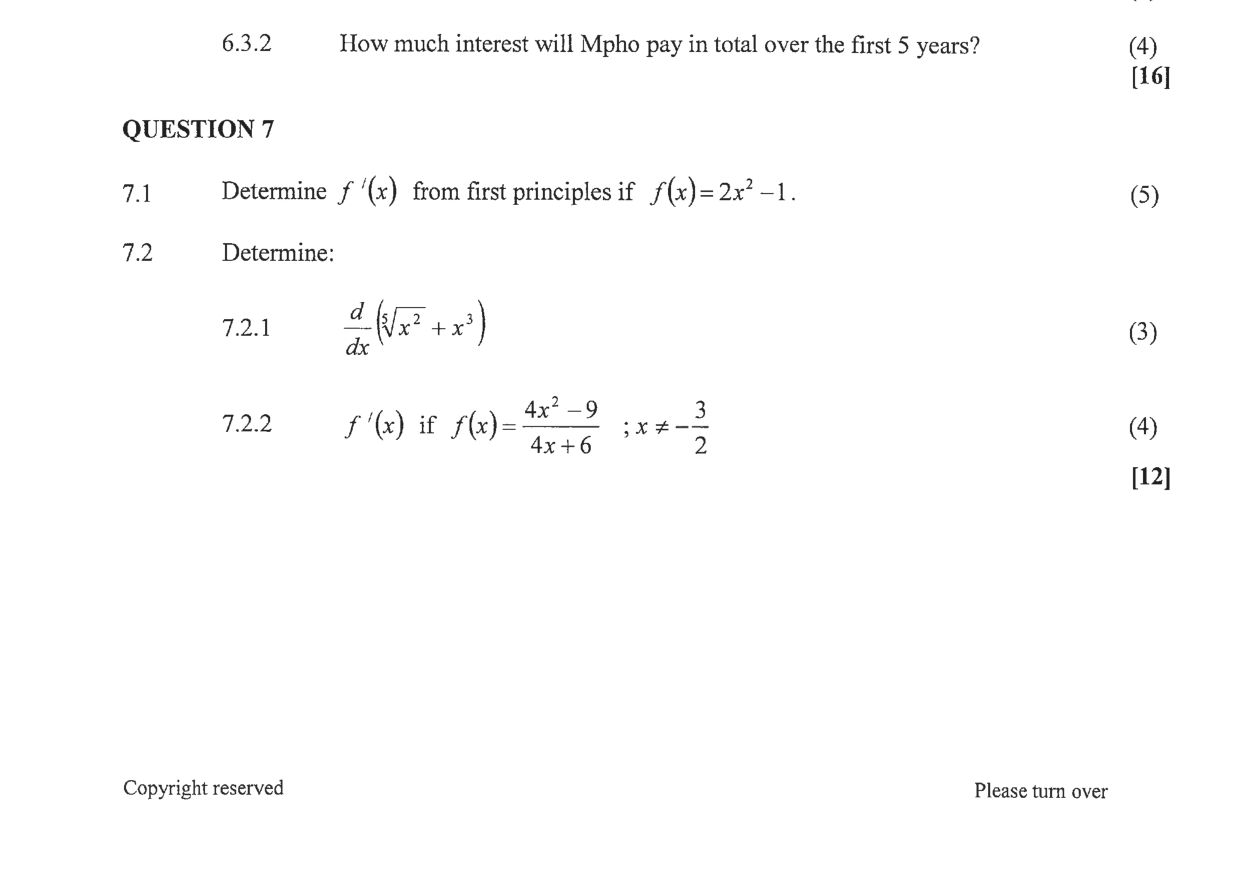 6.3.2 How much interest will Mpho pay in total over the first 5 years? (4)
[16]
QUESTION 7
7.1 Determine f ′(x) from first principles if f(x) = 2x² − 1. (5)
7.2 Determine:
7.2.1 d/dx (⁵√x² + x³) (3)
7.2.2 f ′(x) if f(x) = (4x² − 9)/(4x + 6) ; x ≠ −3/2 (4)
[12]
Copyright reserved Please turn over